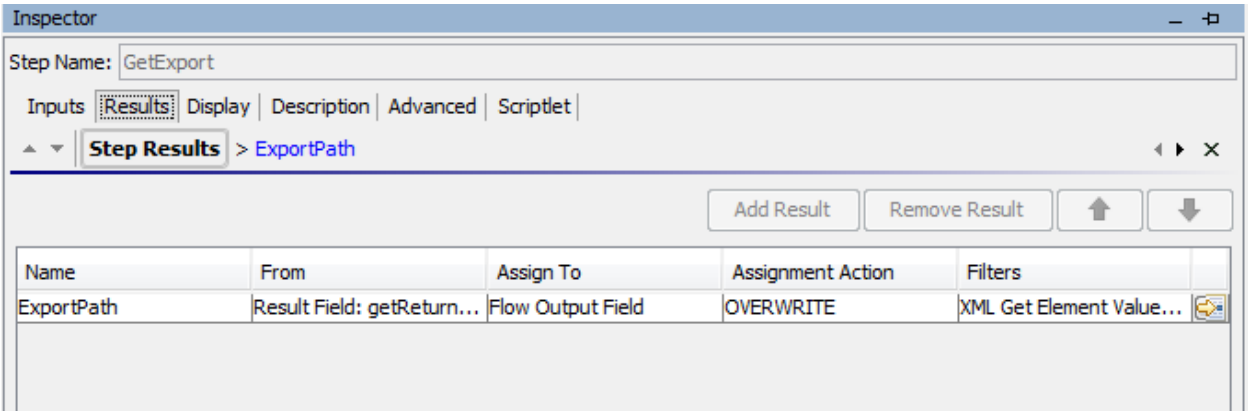 Inspector
Step Name: GetExport
Inputs Results Display Description Advanced Scriptlet
Step Results > ExportPath
Add Result Remove Result
Name From Assign To Assignment Action Filters
ExportPath Result Field: getReturn... Flow Output Field OVERWRITE XML Get Element Value...